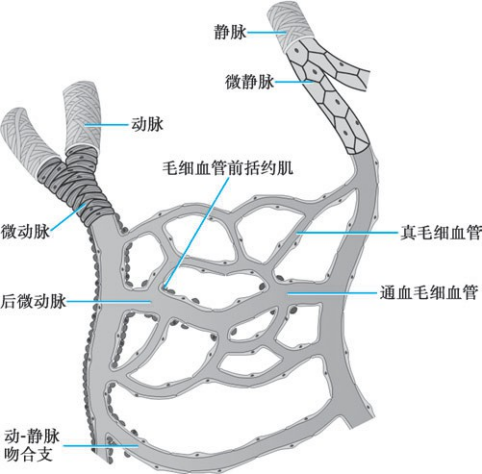 静脉
微静脉
动脉
毛细血管前括约肌
微动脉
真毛细血管
后微动脉
通血毛细血管
动-静脉
吻合支